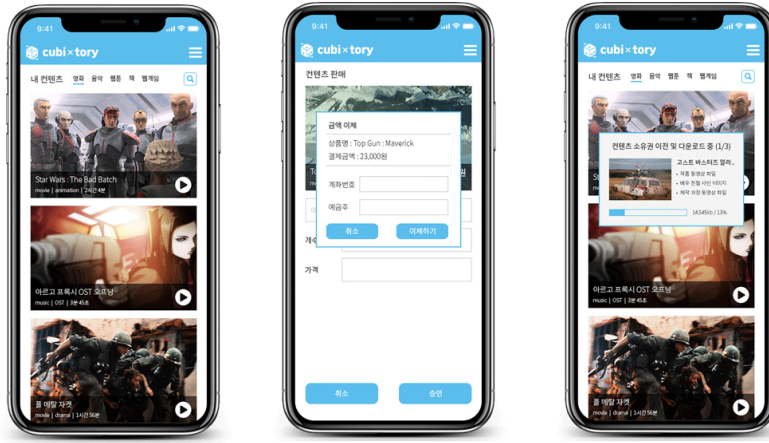 9:41
cubi×tory
내 컨텐츠 영화 음악 웹툰 책 웹게임
Star Wars : The Bad Batch
movie | animation | 2시간 4분
아르고 프록시 OST 오프닝
music | OST | 3분 45초
풀 메탈 자켓
movie | drama | 1시간 56분
9:41
cubi×tory
컨텐츠 판매
금액 이체
상품명 : Top Gun : Maverick
결제금액 : 23,000원
계좌번호
예금주
취소 이체하기
원
개수
가격
취소 승인
9:41
cubi×tory
내 컨텐츠 영화 음악 웹툰 책 웹게임
컨텐츠 소유권 이전 및 다운로드 중 (1/3)
고스트 바스터즈 얼라..
• 작품 동영상 파일
• 배우 친필 사인 이미지
• 제작 과정 동영상 파일
14,545kb / 13%
아르고 프록시 OST 오프닝
music | OST | 3분 45초
풀 메탈 자켓
movie | drama | 1시간 56분